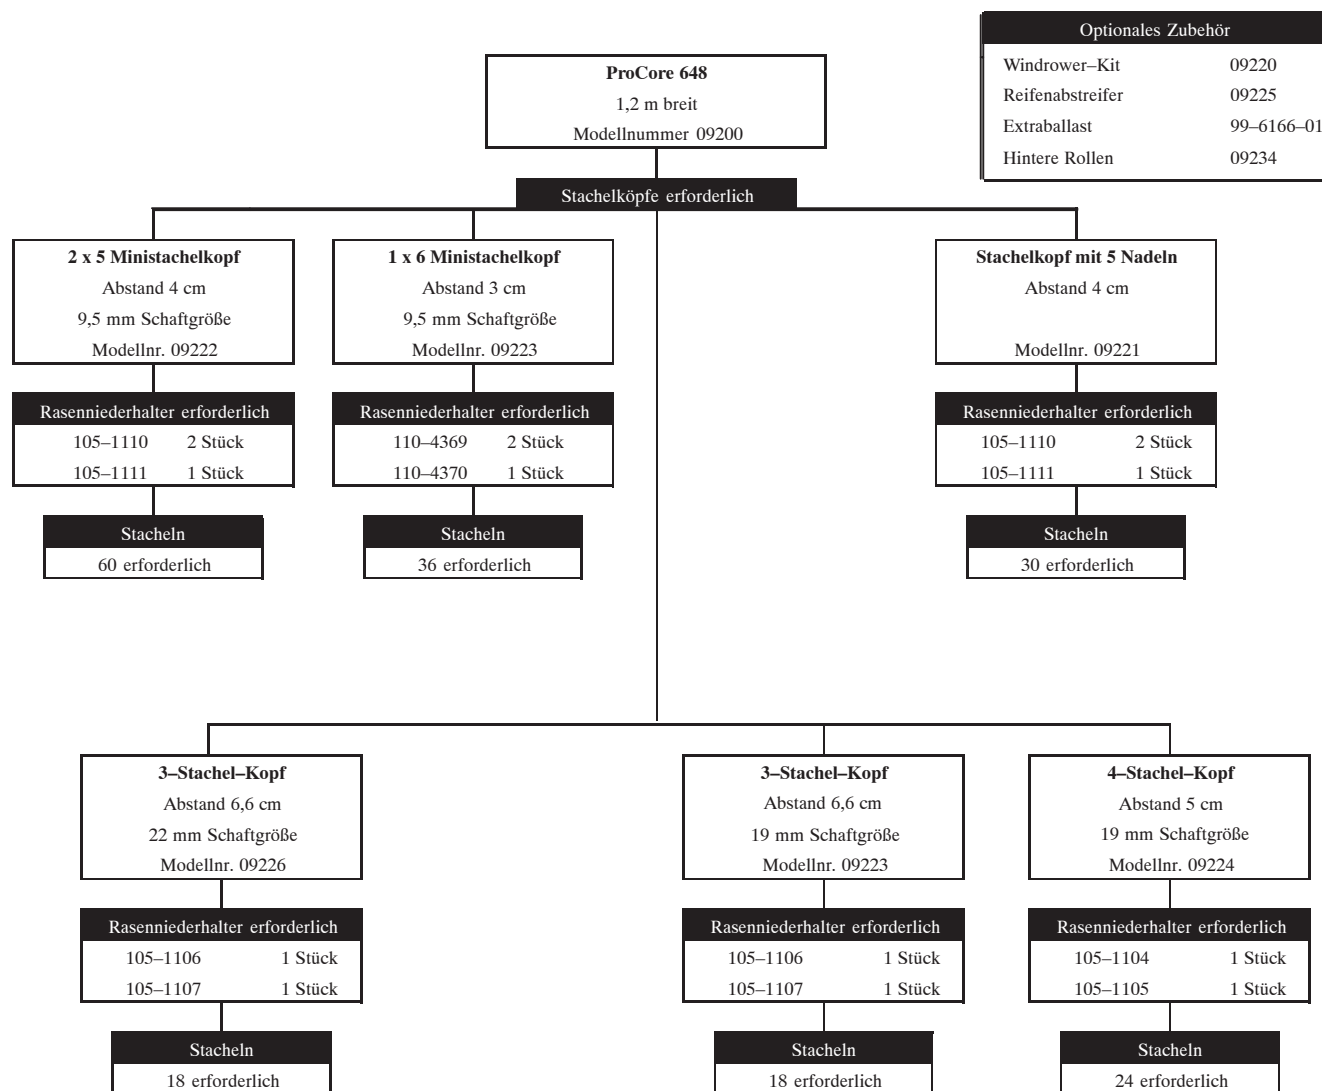 Optionales Zubehör
Windrower–Kit 09220
Reifenabstreifer 09225
Extraballast 99–6166–01
Hintere Rollen 09234
ProCore 648
1,2 m breit
Modellnummer 09200
Stachelköpfe erforderlich
2 x 5 Ministachelkopf
Abstand 4 cm
9,5 mm Schaftgröße
Modellnr. 09222
Rasenniederhalter erforderlich
105–1110 2 Stück
105–1111 1 Stück
Stacheln
60 erforderlich
1 x 6 Ministachelkopf
Abstand 3 cm
9,5 mm Schaftgröße
Modellnr. 09223
Rasenniederhalter erforderlich
110–4369 2 Stück
110–4370 1 Stück
Stacheln
36 erforderlich
Stachelkopf mit 5 Nadeln
Abstand 4 cm
Modellnr. 09221
Rasenniederhalter erforderlich
105–1110 2 Stück
105–1111 1 Stück
Stacheln
30 erforderlich
3–Stachel–Kopf
Abstand 6,6 cm
22 mm Schaftgröße
Modellnr. 09226
Rasenniederhalter erforderlich
105–1106 1 Stück
105–1107 1 Stück
Stacheln
18 erforderlich
3–Stachel–Kopf
Abstand 6,6 cm
19 mm Schaftgröße
Modellnr. 09223
Rasenniederhalter erforderlich
105–1106 1 Stück
105–1107 1 Stück
Stacheln
18 erforderlich
4–Stachel–Kopf
Abstand 5 cm
19 mm Schaftgröße
Modellnr. 09224
Rasenniederhalter erforderlich
105–1104 1 Stück
105–1105 1 Stück
Stacheln
24 erforderlich